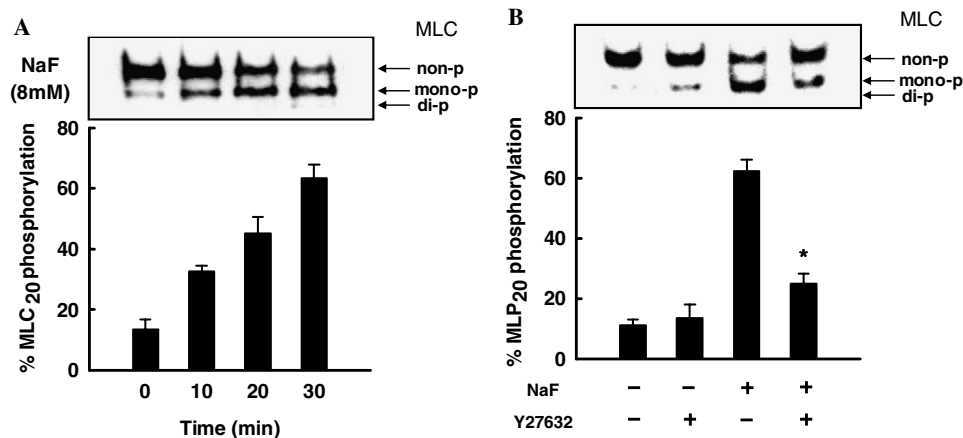 A
MLC
NaF
(8mM)
non-p
mono-p
di-p
% MLC20 phosphorylation
80
60
40
20
0
0 10 20 30
Time (min)
B
MLC
non-p
mono-p
di-p
% MLP20 phosphorylation
80
60
40
20
0
*
NaF − − + +
Y27632 − + − +